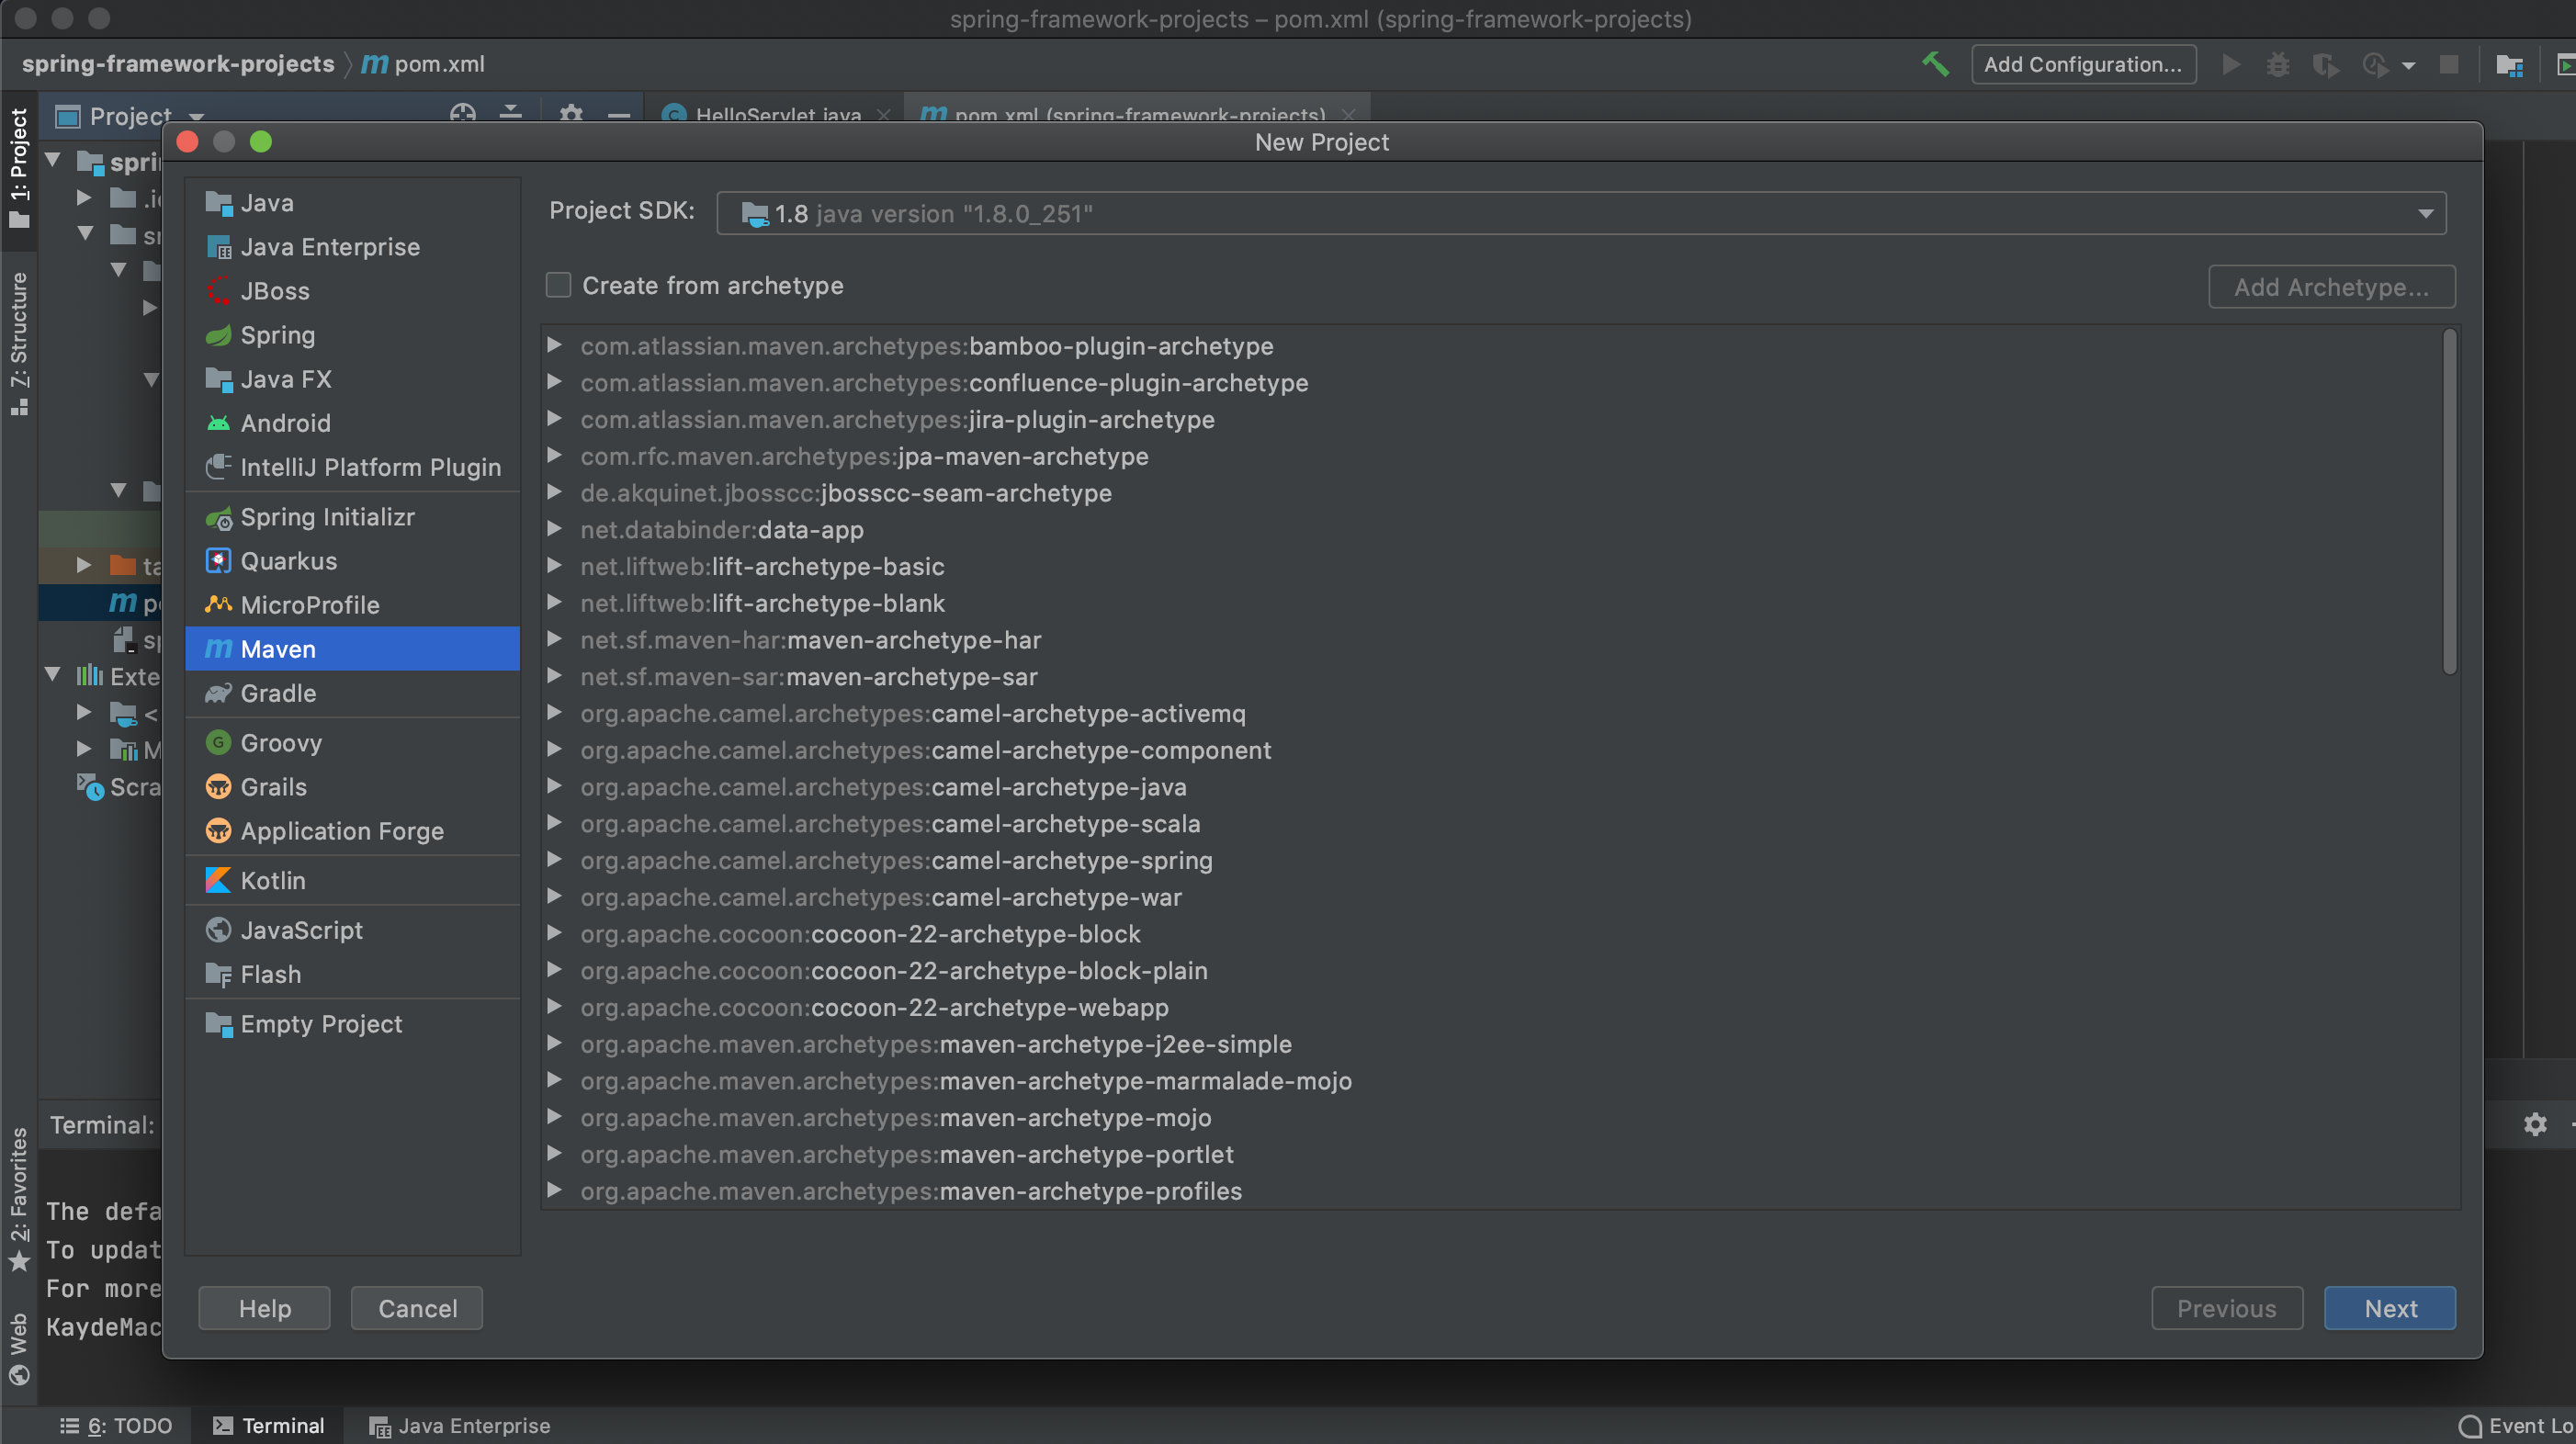 spring-framework-projects – pom.xml (spring-framework-projects)
spring-framework-projects
pom.xml
Add Configuration...
1: Project
Project
HelloServlet.java
pom.xml (spring-framework-projects)
Z: Structure
2: Favorites
Web
New Project
Java
Java Enterprise
JBoss
Spring
Java FX
Android
IntelliJ Platform Plugin
Spring Initializr
Quarkus
MicroProfile
Maven
Gradle
Groovy
Grails
Application Forge
Kotlin
JavaScript
Flash
Empty Project
Project SDK:
1.8 java version "1.8.0_251"
Create from archetype
Add Archetype...
com.atlassian.maven.archetypes:bamboo-plugin-archetype
com.atlassian.maven.archetypes:confluence-plugin-archetype
com.atlassian.maven.archetypes:jira-plugin-archetype
com.rfc.maven.archetypes:jpa-maven-archetype
de.akquinet.jbosscc:jbosscc-seam-archetype
net.databinder:data-app
net.liftweb:lift-archetype-basic
net.liftweb:lift-archetype-blank
net.sf.maven-har:maven-archetype-har
net.sf.maven-sar:maven-archetype-sar
org.apache.camel.archetypes:camel-archetype-activemq
org.apache.camel.archetypes:camel-archetype-component
org.apache.camel.archetypes:camel-archetype-java
org.apache.camel.archetypes:camel-archetype-scala
org.apache.camel.archetypes:camel-archetype-spring
org.apache.camel.archetypes:camel-archetype-war
org.apache.cocoon:cocoon-22-archetype-block
org.apache.cocoon:cocoon-22-archetype-block-plain
org.apache.cocoon:cocoon-22-archetype-webapp
org.apache.maven.archetypes:maven-archetype-j2ee-simple
org.apache.maven.archetypes:maven-archetype-marmalade-mojo
org.apache.maven.archetypes:maven-archetype-mojo
org.apache.maven.archetypes:maven-archetype-portlet
org.apache.maven.archetypes:maven-archetype-profiles
Help
Cancel
Previous
Next
Terminal:
The defa
To updat
For more
KaydeMac
6: TODO
Terminal
Java Enterprise
Event Lo